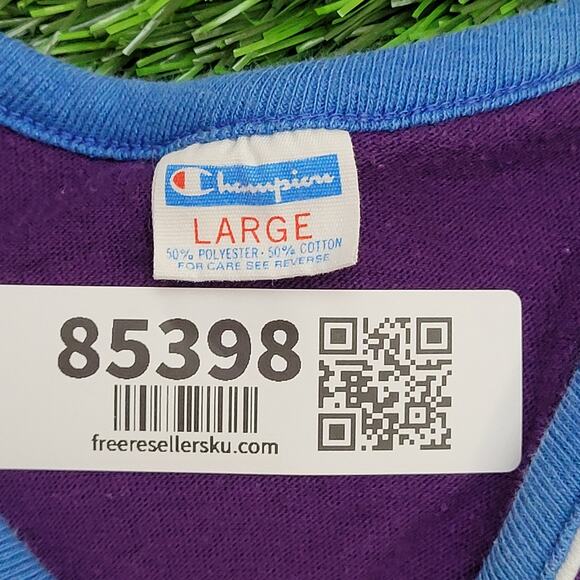 Champion
LARGE
50% POLYESTER · 50% COTTON
FOR CARE SEE REVERSE
85398
freeresellersku.com